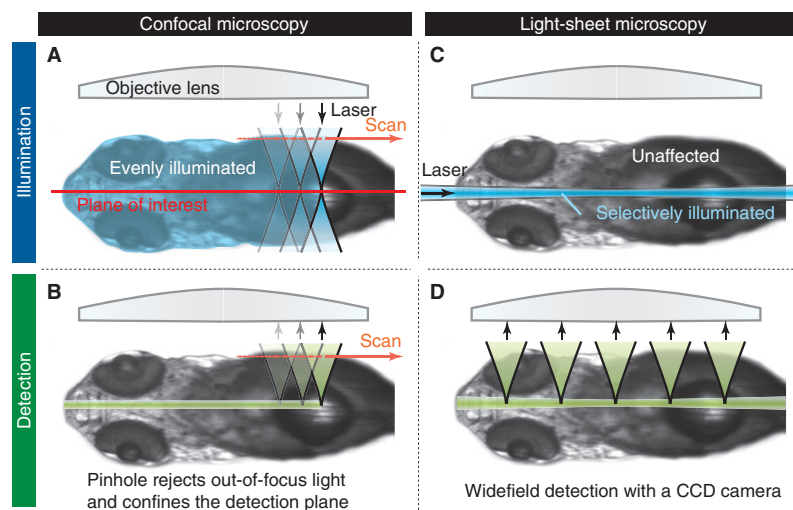 Confocal microscopy
Light-sheet microscopy
Illumination
A
Objective lens
Laser
Scan
Evenly illuminated
Plane of interest
C
Unaffected
Laser
Selectively illuminated
Detection
B
Scan
Pinhole rejects out-of-focus light
and confines the detection plane
D
Widefield detection with a CCD camera